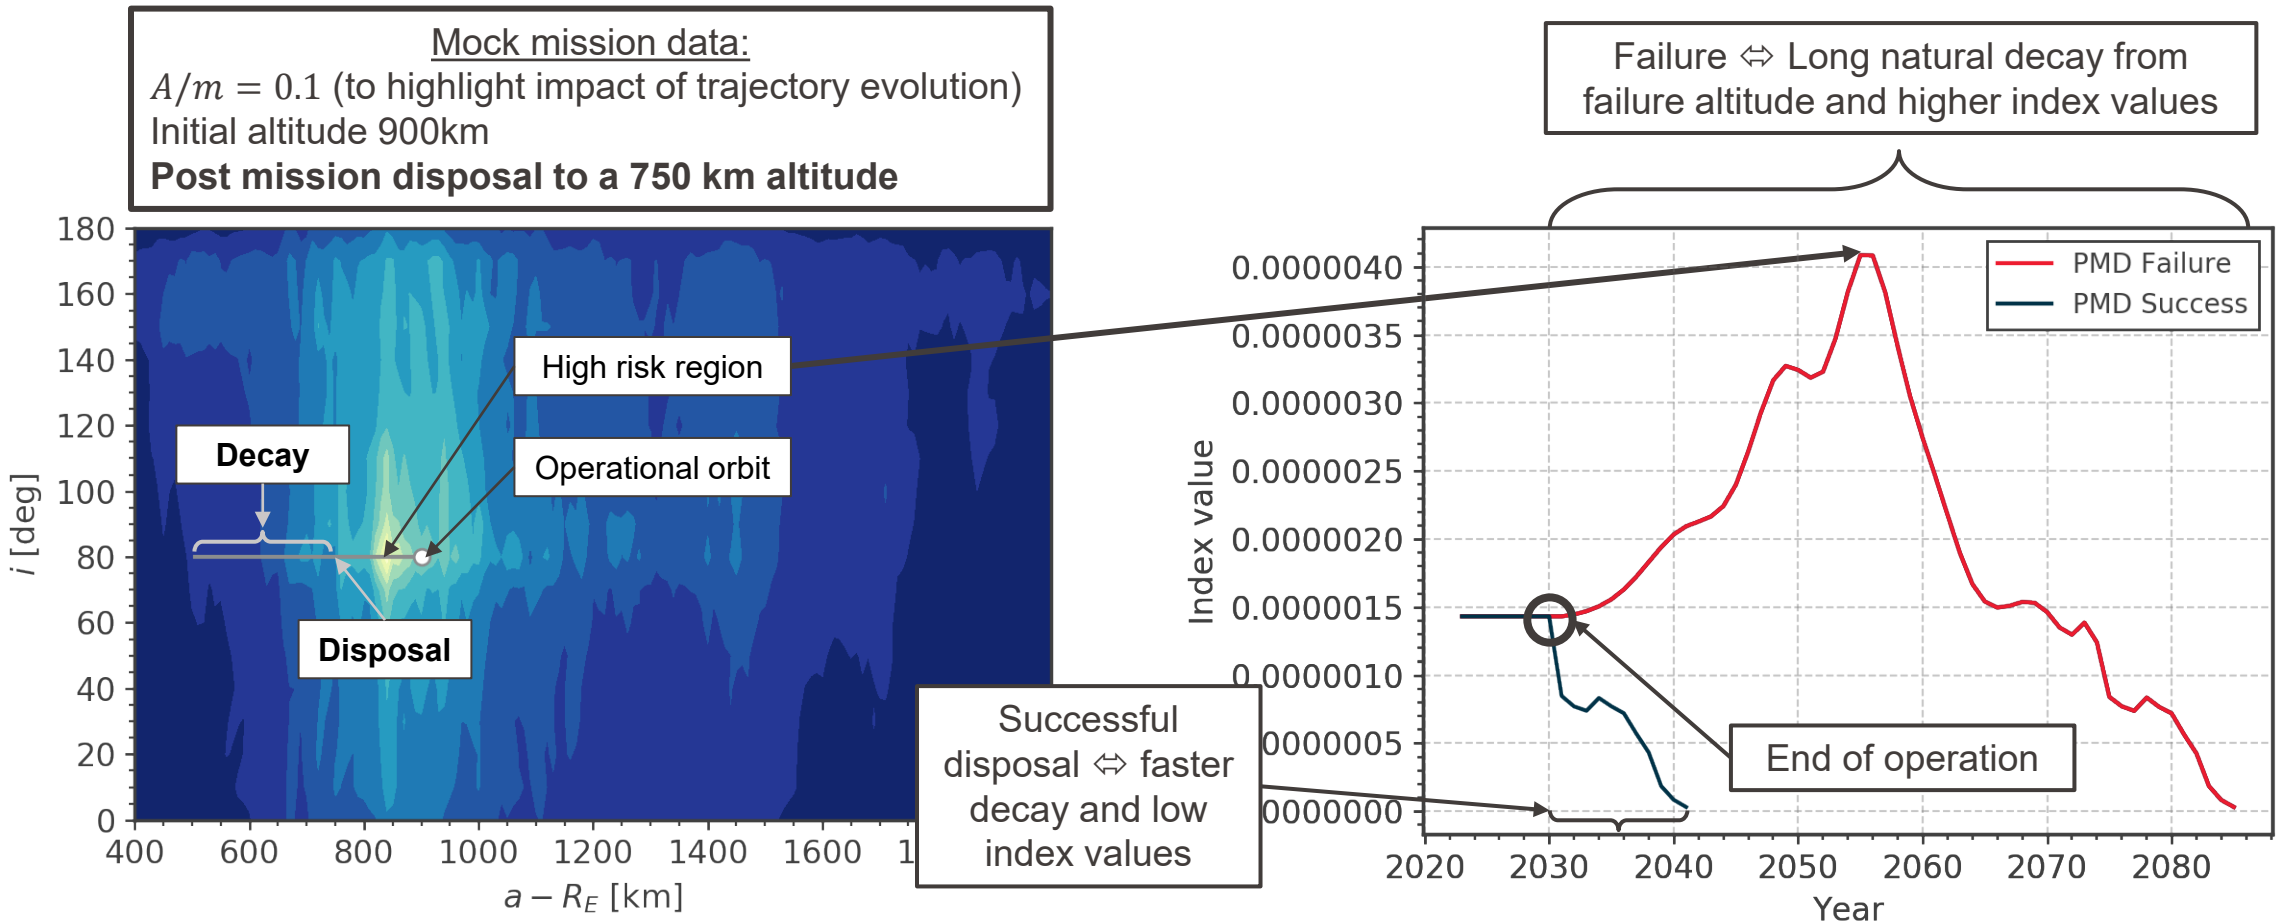 Mock mission data:
A/m = 0.1 (to highlight impact of trajectory evolution)
Initial altitude 900km
Post mission disposal to a 750 km altitude
Failure ⇔ Long natural decay from
failure altitude and higher index values
180
160
140
120
100
80
60
40
20
0
i [deg]
400
600
800
1000
1200
1400
1600
1
a − R_E [km]
High risk region
Operational orbit
Decay
Disposal
Successful
disposal ⇔ faster
decay and low
index values
0.0000040
0.0000035
0.0000030
0.0000025
0.0000020
0.0000015
0.0000010
0000005
0000000
Index value
PMD Failure
PMD Success
End of operation
2020
2030
2040
2050
2060
2070
2080
Year